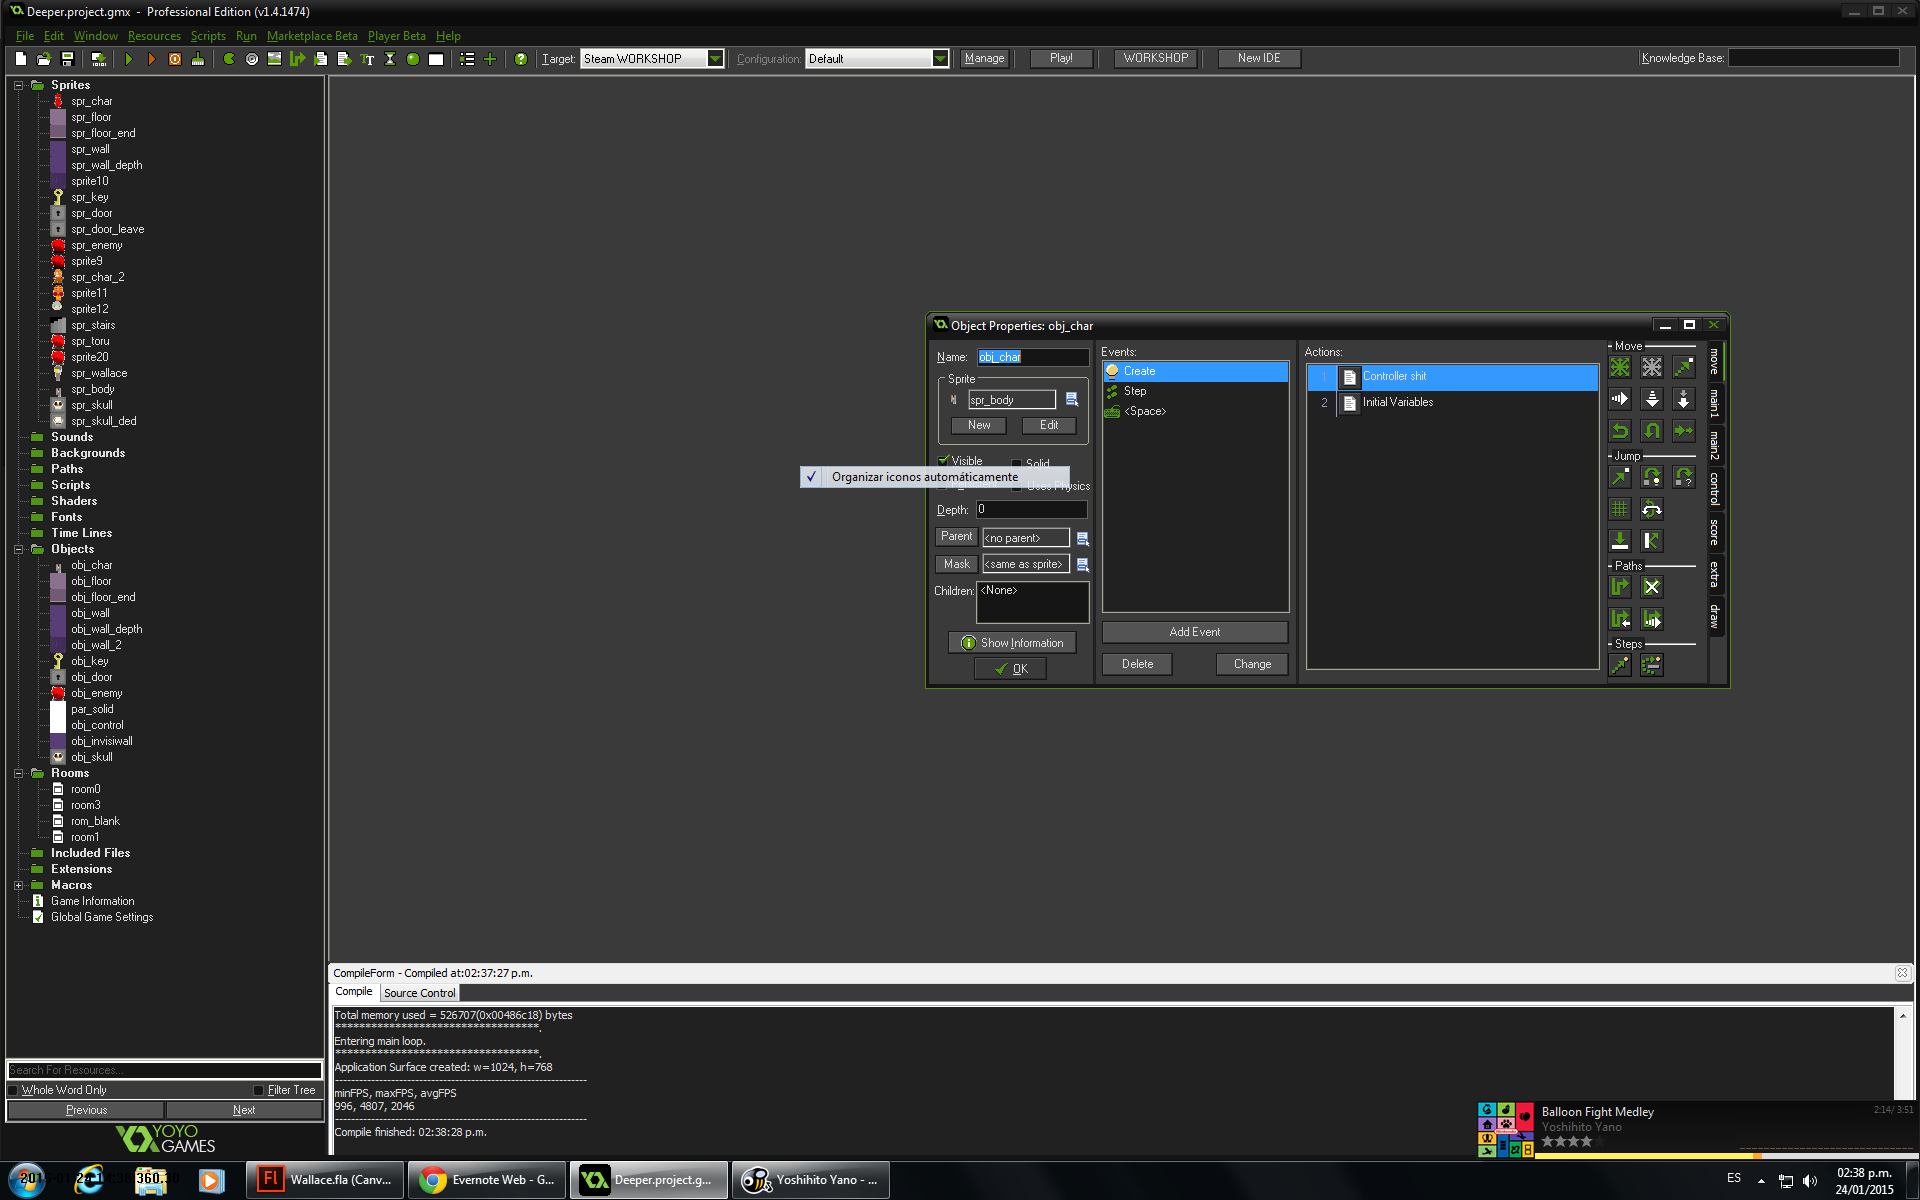 Deeper.project.gmx - Professional Edition (v1.4.1474)
File Edit Window Resources Scripts Run Marketplace Beta Player Beta Help
Target: Steam WORKSHOP Configuration: Default Manage Play! WORKSHOP New IDE Knowledge Base:
Sprites
spr_char
spr_floor
spr_floor_end
spr_wall
spr_wall_depth
sprite10
spr_key
spr_door
spr_door_leave
spr_enemy
sprite9
spr_char_2
sprite11
sprite12
spr_stairs
spr_toru
sprite20
spr_wallace
spr_body
spr_skull
spr_skull_ded
Sounds
Backgrounds
Paths
Scripts
Shaders
Fonts
Time Lines
Objects
obj_char
obj_floor
obj_floor_end
obj_wall
obj_wall_depth
obj_wall_2
obj_key
obj_door
obj_enemy
par_solid
obj_control
obj_invisiwall
obj_skull
Rooms
room0
room3
rom_blank
room1
Included Files
Extensions
Macros
Game Information
Global Game Settings
Search For Resources...
Whole Word Only Filter Tree
Previous Next
YOYO
GAMES
Object Properties: obj_char
Name: obj_char
Sprite
spr_body
New Edit
Visible Solid
Organizar iconos automáticamente
Uses Physics
Depth: 0
Parent <no parent>
Mask <same as sprite>
Children: <None>
Show Information
OK
Events:
Create
Step
<Space>
Add Event
Delete Change
Actions:
1 Controller shit
2 Initial Variables
Move
Jump
Paths
Steps
move
main1
main2
control
score
extra
draw
CompileForm - Compiled at:02:37:27 p.m.
Compile Source Control
Total memory used = 526707(0x00486c18) bytes
**********************************.
Entering main loop.
**********************************.
Application Surface created: w=1024, h=768
minFPS, maxFPS, avgFPS
996, 4807, 2046
Compile finished: 02:38:28 p.m.
Balloon Fight Medley 2:14/ 3:51
Yoshihito Yano
Wallace.fla (Canv... Evernote Web - G... Deeper.project.g... Yoshihito Yano - ...
ES 02:38 p.m.
24/01/2015